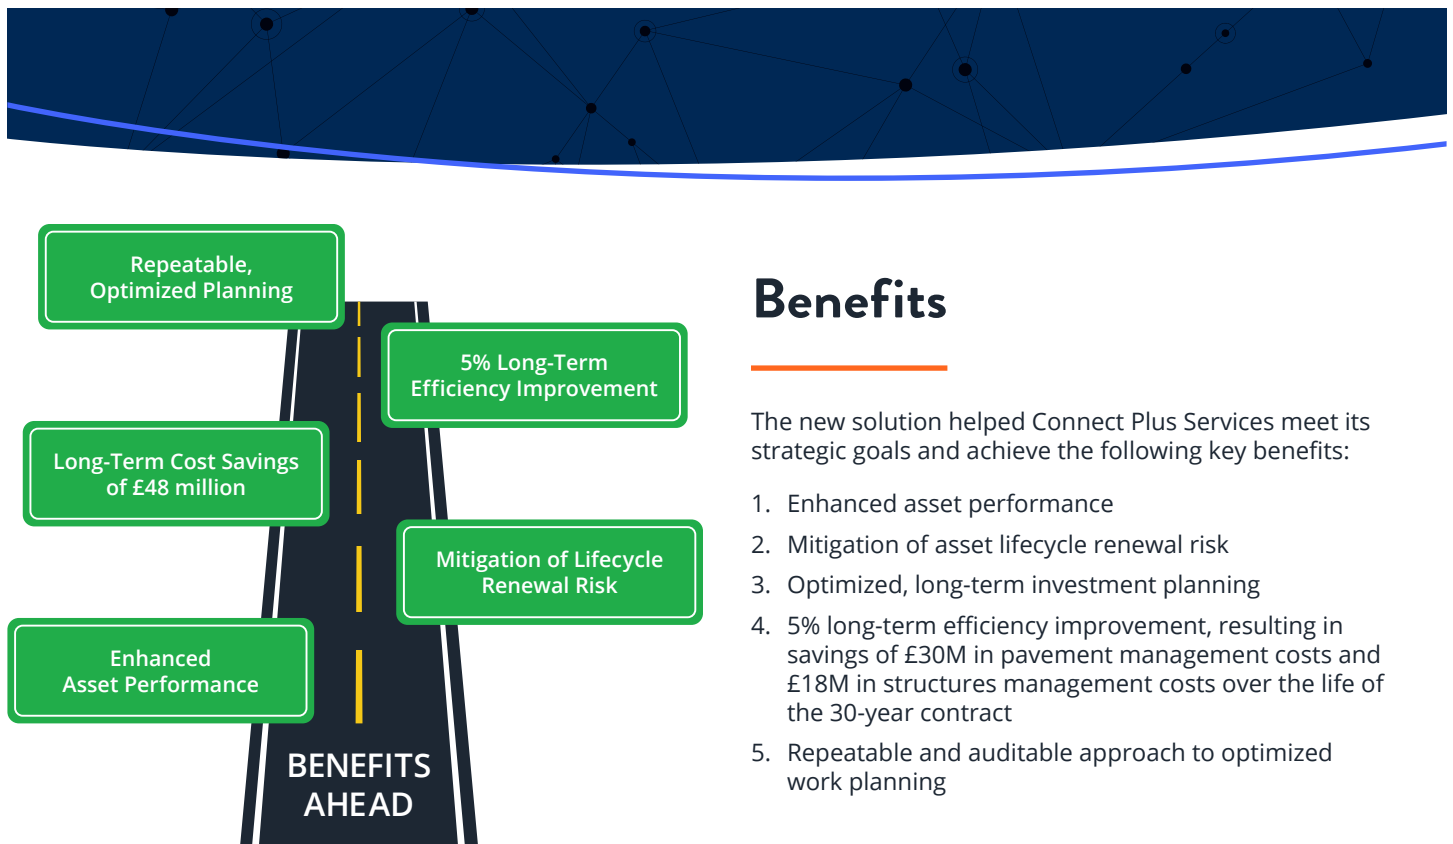 Repeatable,
Optimized Planning
5% Long-Term
Efficiency Improvement
Long-Term Cost Savings
of £48 million
Mitigation of Lifecycle
Renewal Risk
Enhanced
Asset Performance
BENEFITS
AHEAD
Benefits
The new solution helped Connect Plus Services meet its
strategic goals and achieve the following key benefits:
1. Enhanced asset performance
2. Mitigation of asset lifecycle renewal risk
3. Optimized, long-term investment planning
4. 5% long-term efficiency improvement, resulting in
savings of £30M in pavement management costs and
£18M in structures management costs over the life of
the 30-year contract
5. Repeatable and auditable approach to optimized
work planning